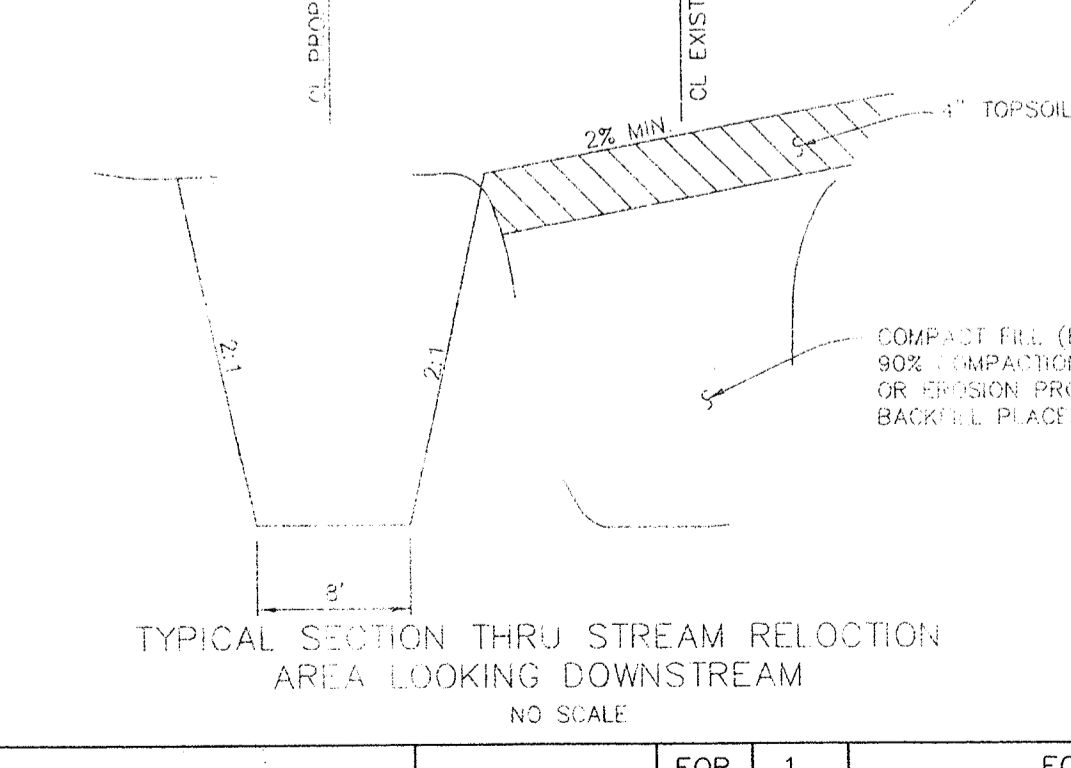 CL PROP
CL EXIST
2% MIN.
4" TOPSOIL
2:1
2:1
COMPACT FILL (
90% COMPACTION
OR EROSION PRO
BACKFILL PLACE
8'
TYPICAL SECTION THRU STREAM RELOCTION
AREA LOOKING DOWNSTREAM
NO SCALE
FOR 1